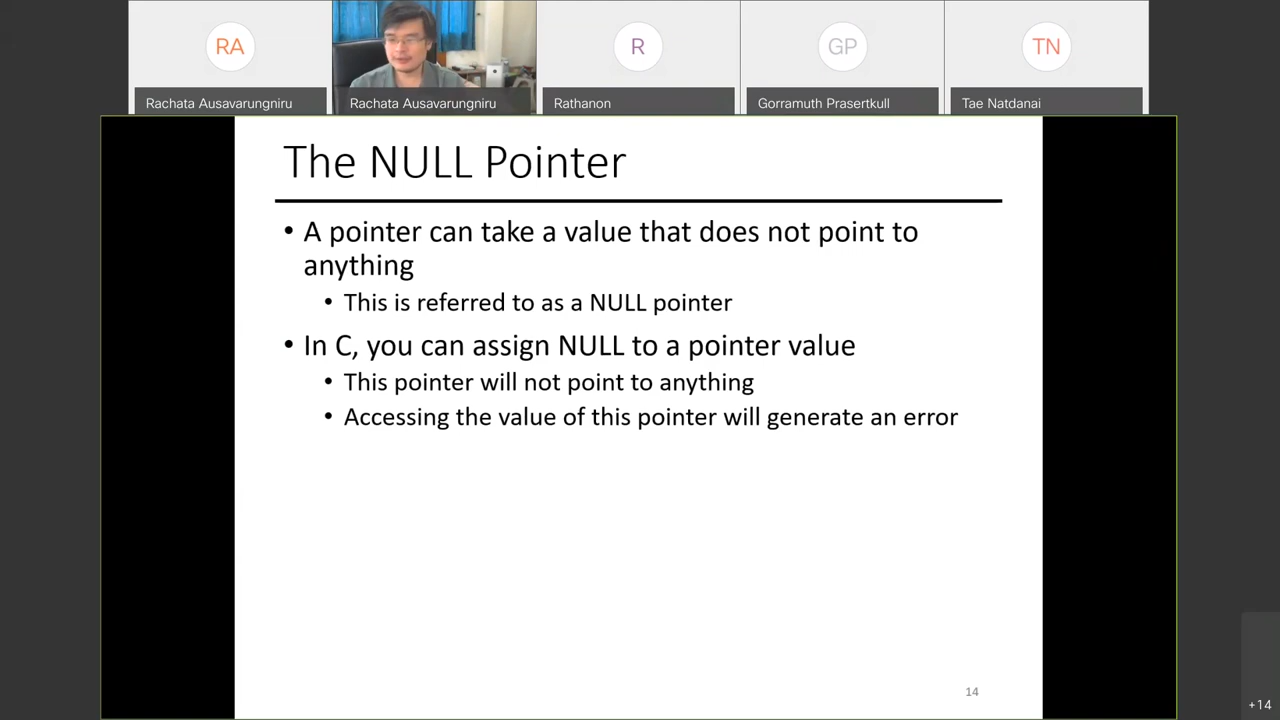 RA
R
GP
TN
Rachata Ausavarungniru
Rachata Ausavarungniru
Rathanon
Gorramuth Prasertkull
Tae Natdanai
The NULL Pointer
• A pointer can take a value that does not point to
anything
• This is referred to as a NULL pointer
• In C, you can assign NULL to a pointer value
• This pointer will not point to anything
• Accessing the value of this pointer will generate an error
14
+14